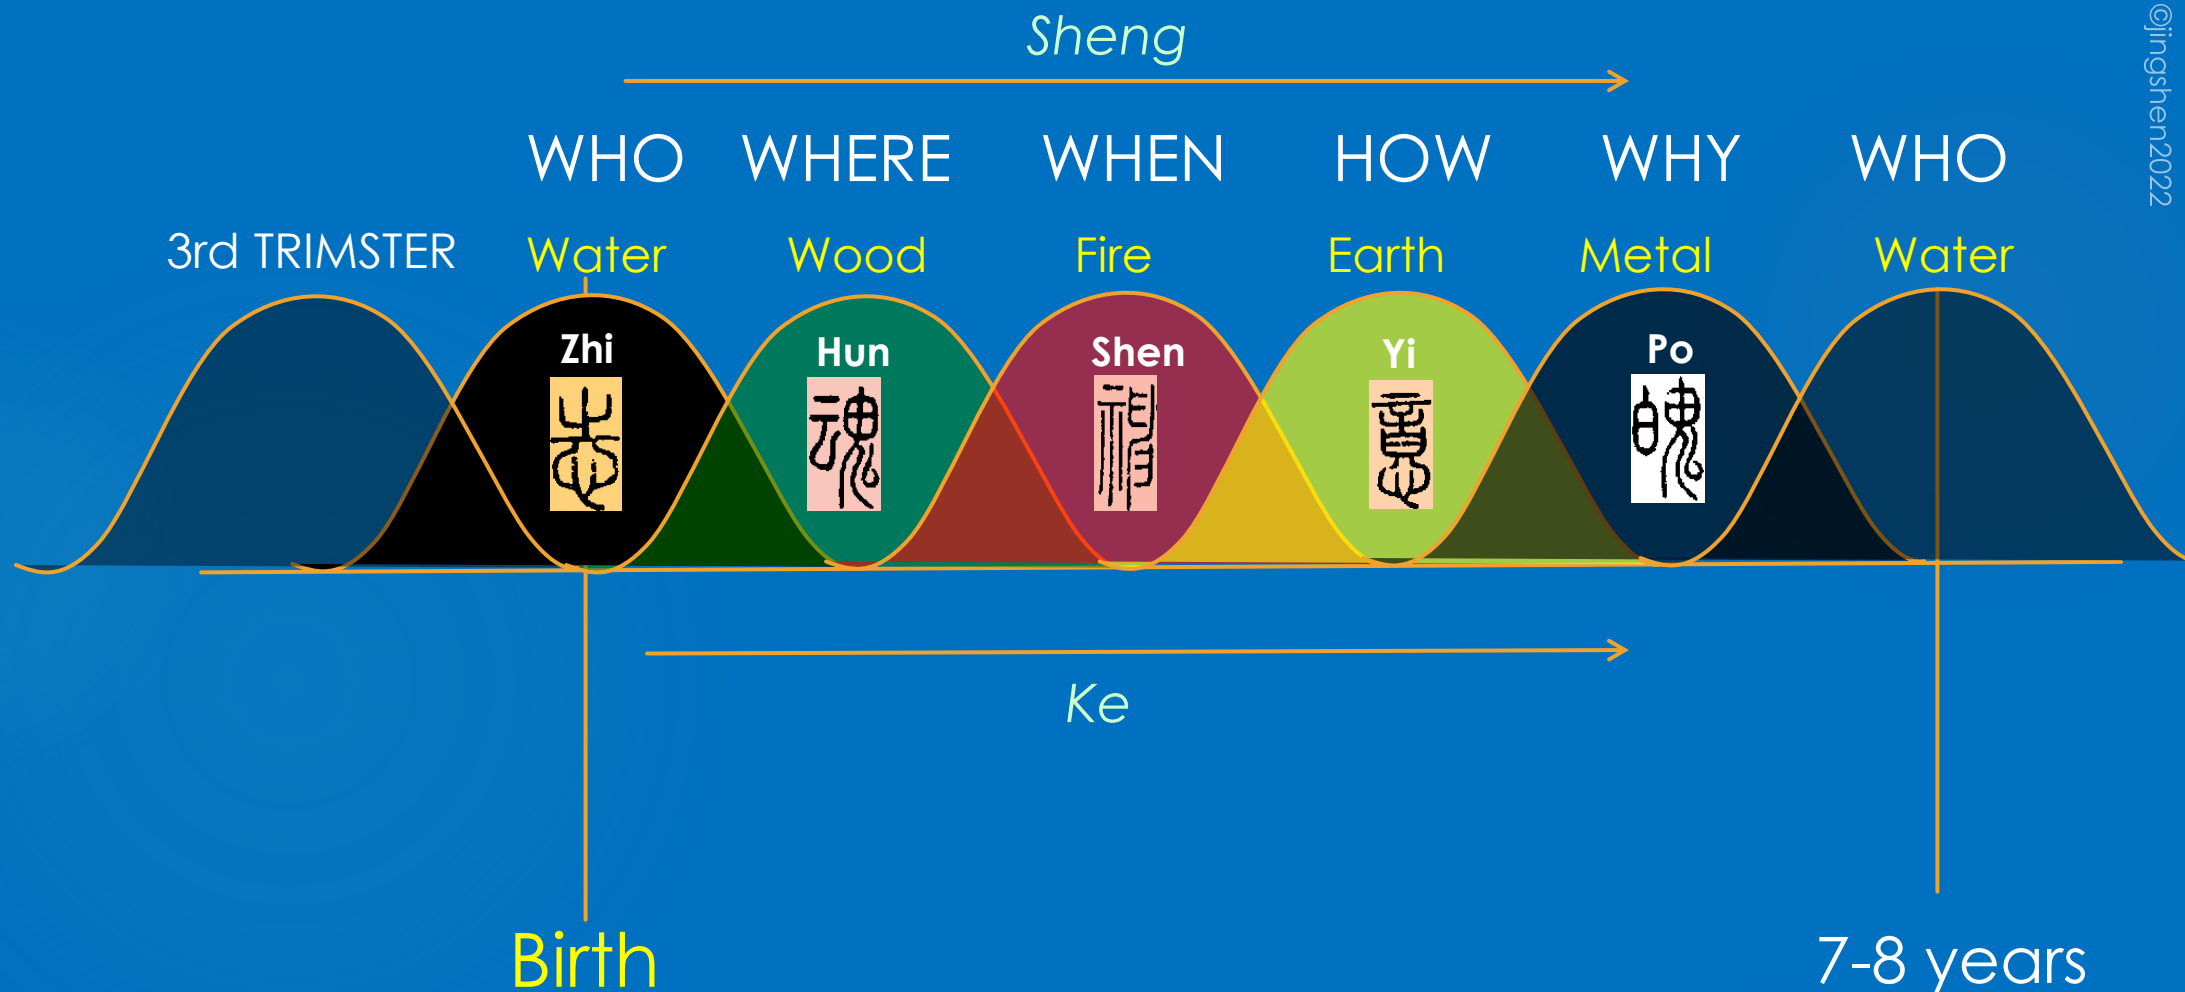 Sheng
©jingshen2022
WHO WHERE WHEN HOW WHY WHO
3rd TRIMSTER Water Wood Fire Earth Metal Water
Zhi Hun Shen Yi Po
志 魂 神 意 魄
Ke
Birth 7-8 years